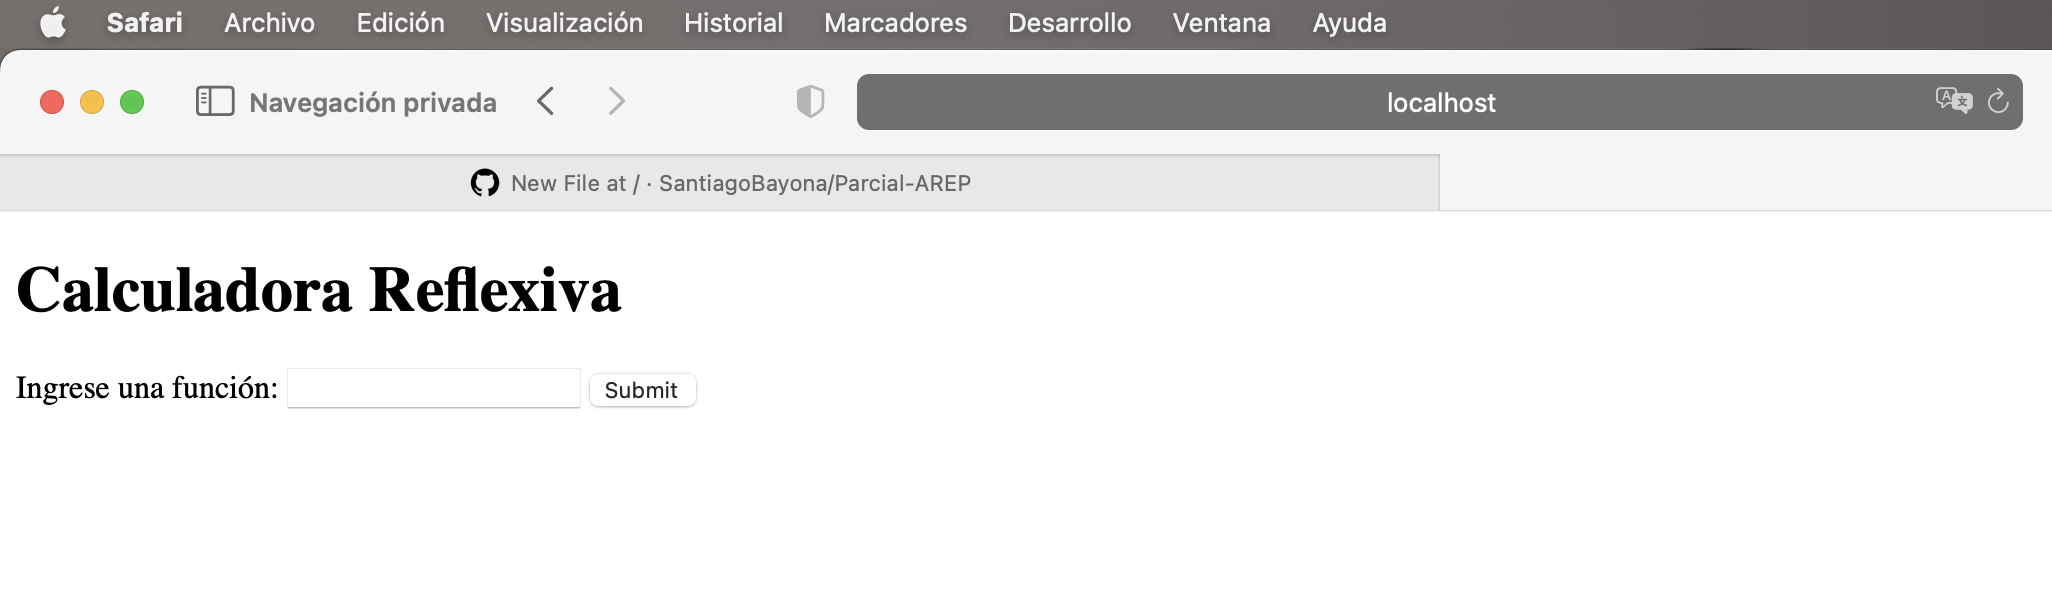 Safari Archivo Edición Visualización Historial Marcadores Desarrollo Ventana Ayuda
Navegación privada localhost
New File at / · SantiagoBayona/Parcial-AREP
Calculadora Reflexiva
Ingrese una función: Submit